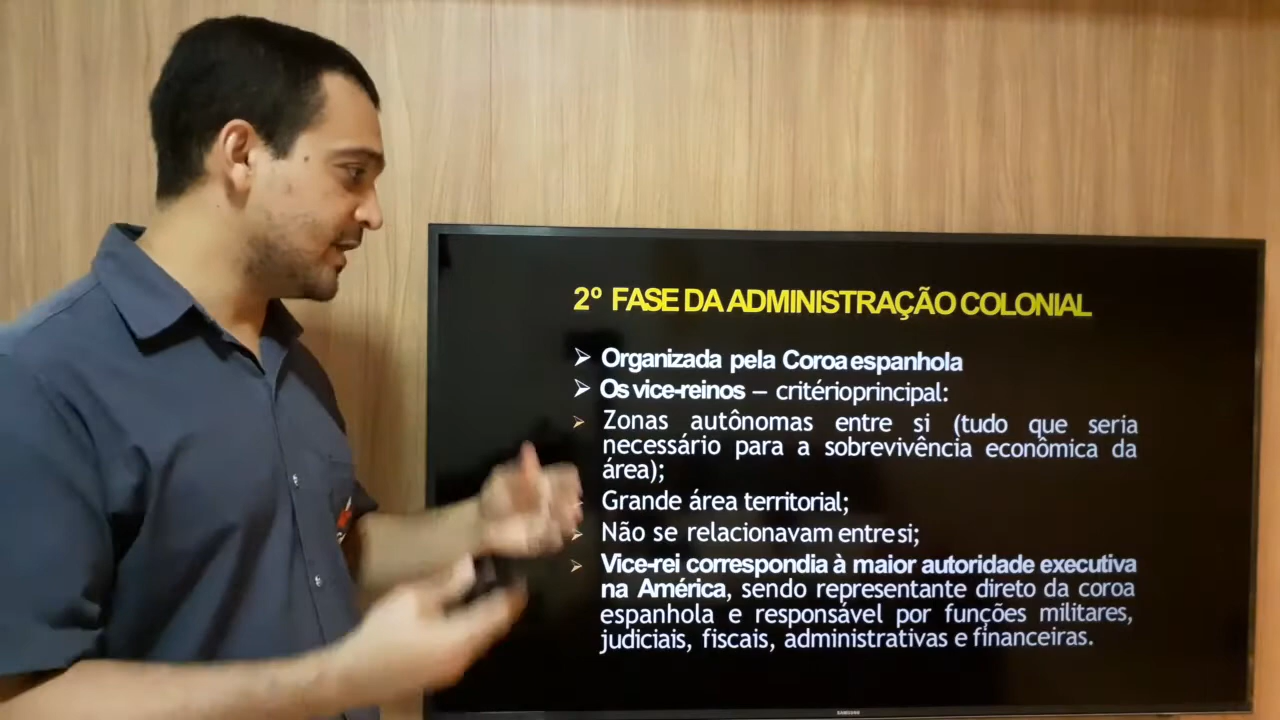 2º FASE DA ADMINISTRAÇÃO COLONIAL
Organizada pela Coroa espanhola
Os vice-reinos – critérioprincipal:
Zonas autônomas entre si (tudo que seria
necessário para a sobrevivência econômica da
área);
Grande área territorial;
Não se relacionavam entre si;
Vice-rei correspondia à maior autoridade executiva
na América, sendo representante direto da coroa
espanhola e responsável por funções militares,
judiciais, fiscais, administrativas e financeiras.
SAMSUNG